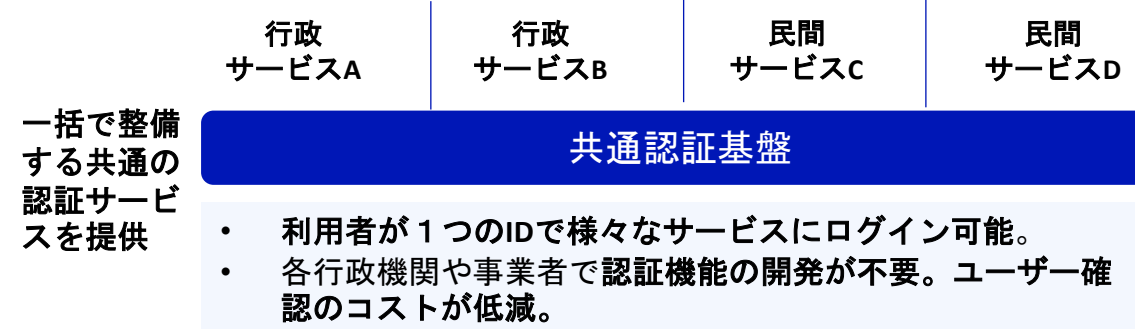 行政
サービスA
行政
サービスB
民間
サービスC
民間
サービスD
一括で整備
する共通の
認証サービ
スを提供
共通認証基盤
• 利用者が１つのIDで様々なサービスにログイン可能。
• 各行政機関や事業者で認証機能の開発が不要。ユーザー確
認のコストが低減。